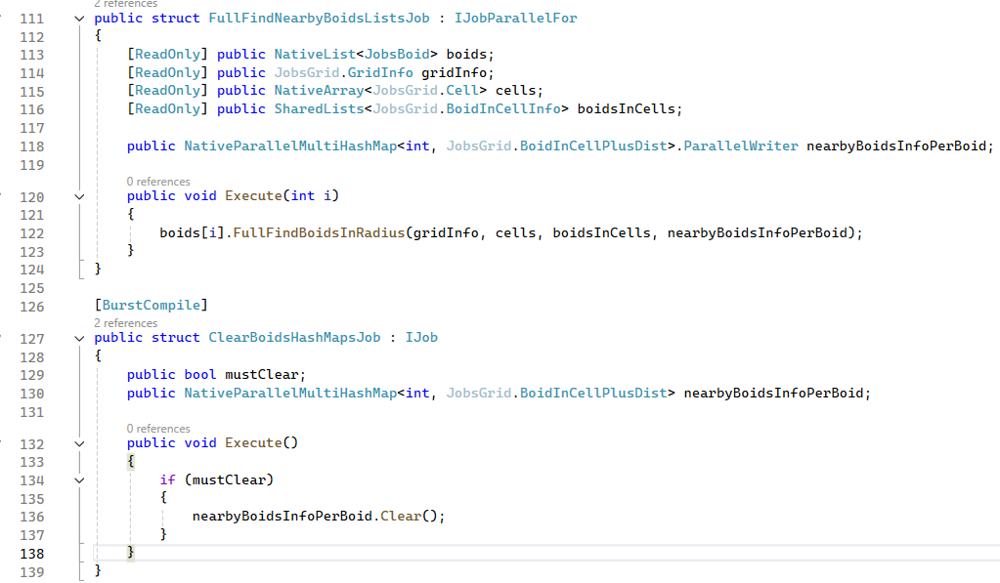 2 references
111 public struct FullFindNearbyBoidsListsJob : IJobParallelFor
112 {
113 [ReadOnly] public NativeList<JobsBoid> boids;
114 [ReadOnly] public JobsGrid.GridInfo gridInfo;
115 [ReadOnly] public NativeArray<JobsGrid.Cell> cells;
116 [ReadOnly] public SharedLists<JobsGrid.BoidInCellInfo> boidsInCells;
117
118 public NativeParallelMultiHashMap<int, JobsGrid.BoidInCellPlusDist>.ParallelWriter nearbyBoidsInfoPerBoid;
119
0 references
120 public void Execute(int i)
121 {
122 boids[i].FullFindBoidsInRadius(gridInfo, cells, boidsInCells, nearbyBoidsInfoPerBoid);
123 }
124 }
125
126 [BurstCompile]
2 references
127 public struct ClearBoidsHashMapsJob : IJob
128 {
129 public bool mustClear;
130 public NativeParallelMultiHashMap<int, JobsGrid.BoidInCellPlusDist> nearbyBoidsInfoPerBoid;
131
0 references
132 public void Execute()
133 {
134 if (mustClear)
135 {
136 nearbyBoidsInfoPerBoid.Clear();
137 }
138 }
139 }